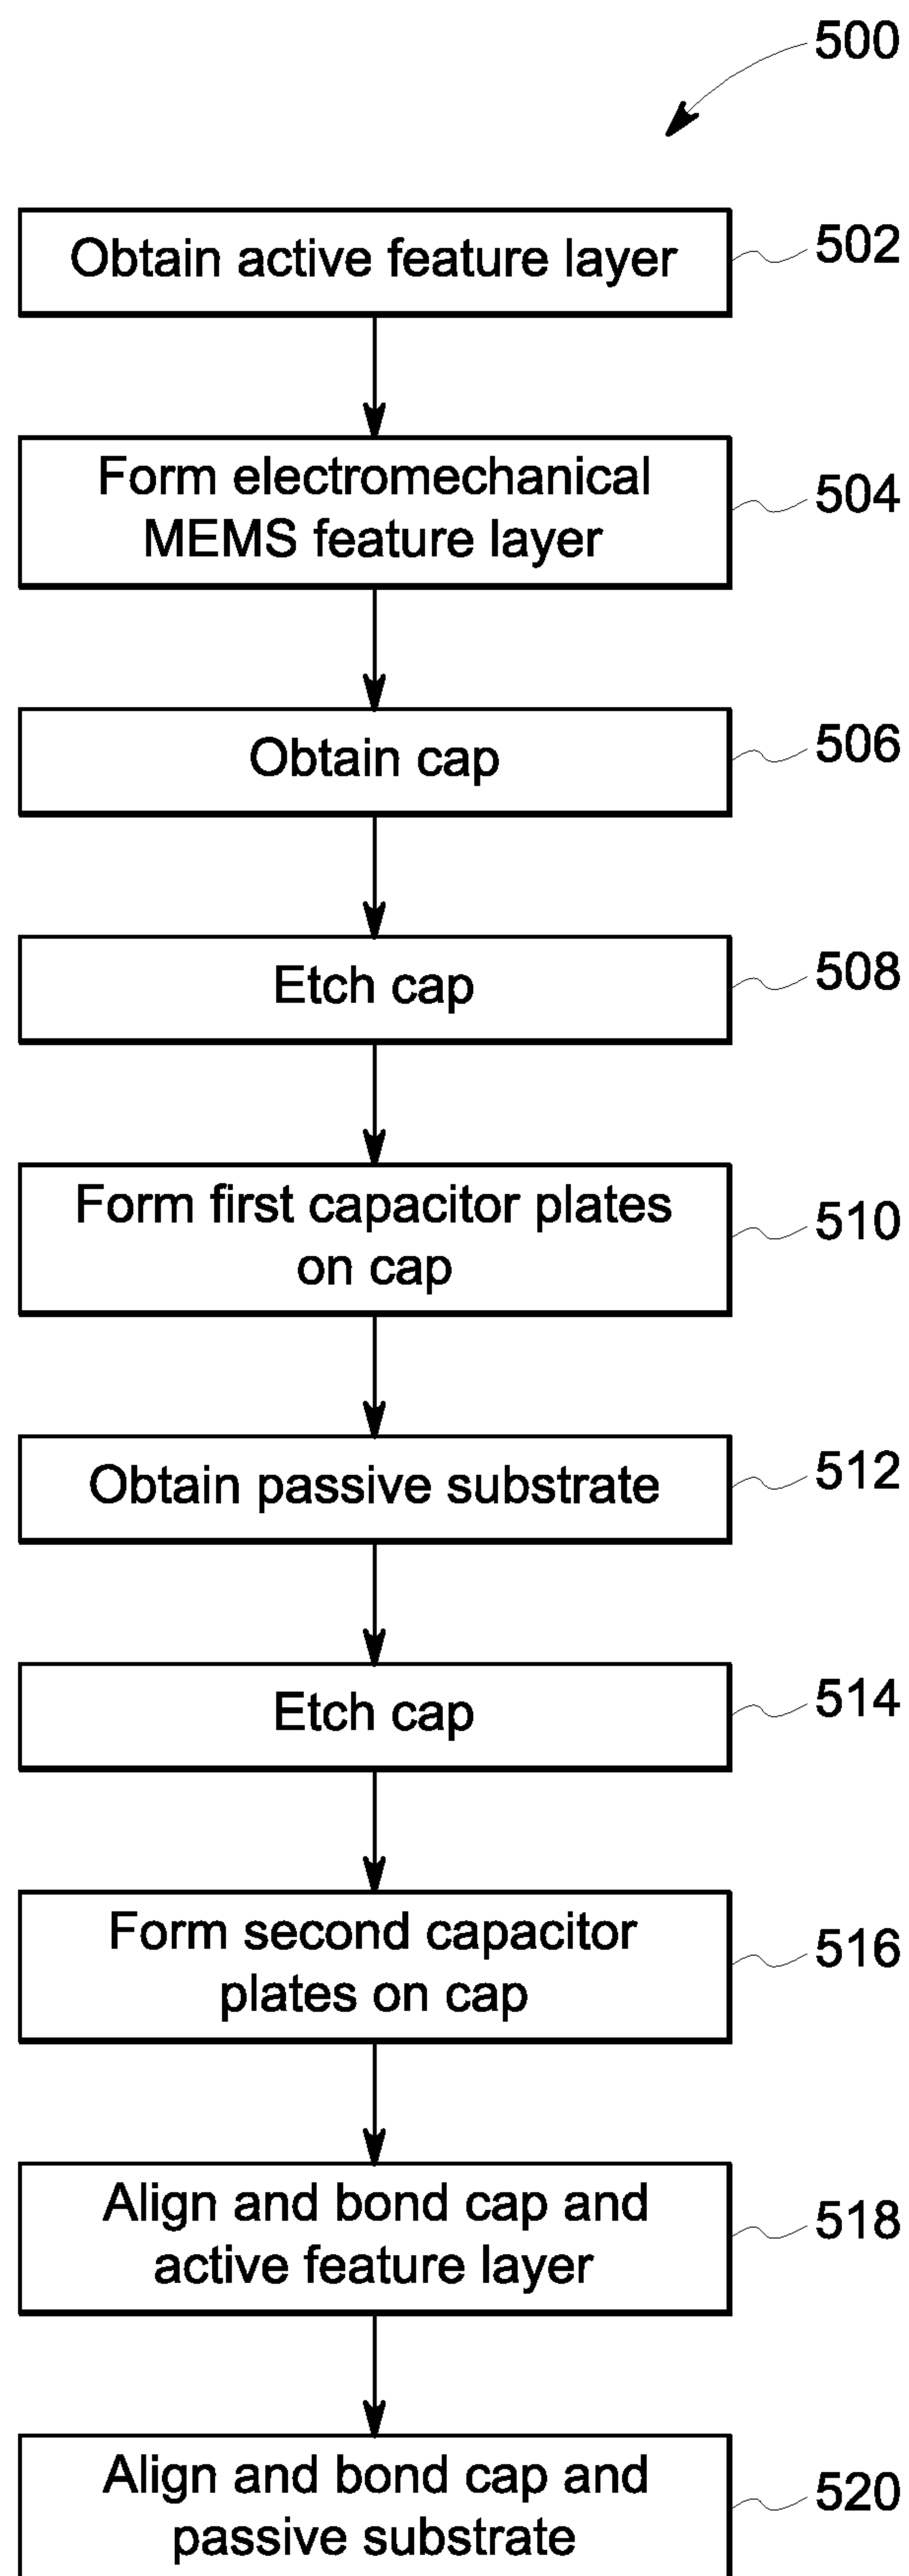 500
Obtain active feature layer
502
Form electromechanical
MEMS feature layer
504
Obtain cap
506
Etch cap
508
Form first capacitor plates
on cap
510
Obtain passive substrate
512
Etch cap
514
Form second capacitor
plates on cap
516
Align and bond cap and
active feature layer
518
Align and bond cap and
passive substrate
520